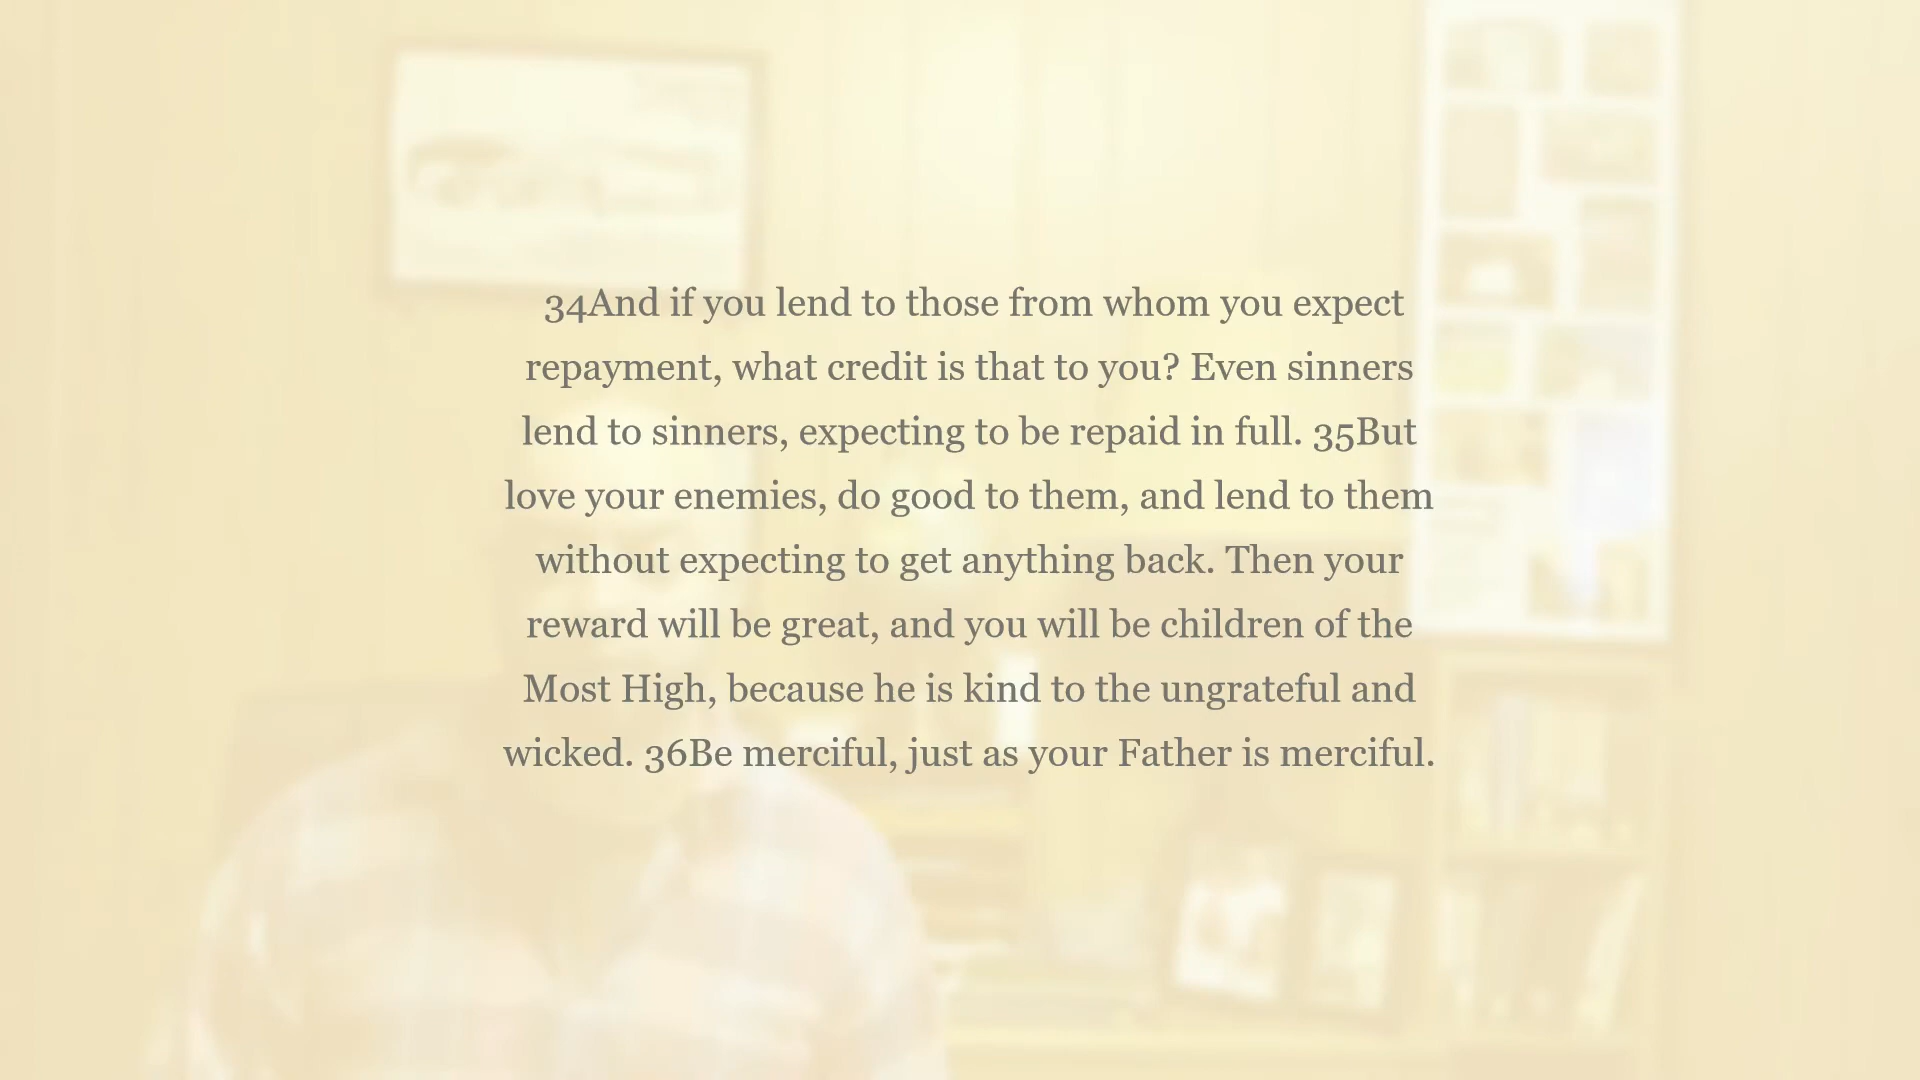 34And if you lend to those from whom you expect
repayment, what credit is that to you? Even sinners
lend to sinners, expecting to be repaid in full. 35But
love your enemies, do good to them, and lend to them
without expecting to get anything back. Then your
reward will be great, and you will be children of the
Most High, because he is kind to the ungrateful and
wicked. 36Be merciful, just as your Father is merciful.